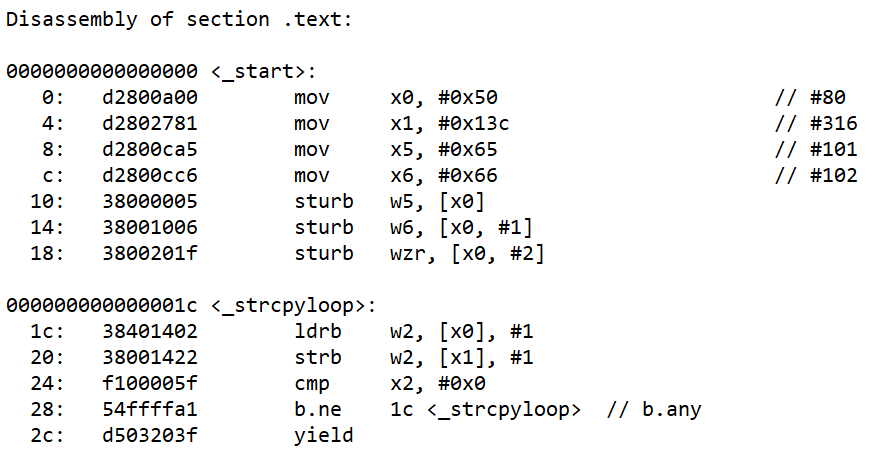 Disassembly of section .text:
0000000000000000 <_start>:
0: d2800a00 mov x0, #0x50 // #80
4: d2802781 mov x1, #0x13c // #316
8: d2800ca5 mov x5, #0x65 // #101
c: d2800cc6 mov x6, #0x66 // #102
10: 38000005 sturb w5, [x0]
14: 38001006 sturb w6, [x0, #1]
18: 3800201f sturb wzr, [x0, #2]
000000000000001c <_strcpyloop>:
1c: 38401402 ldrb w2, [x0], #1
20: 38001422 strb w2, [x1], #1
24: f100005f cmp x2, #0x0
28: 54ffffa1 b.ne 1c <_strcpyloop> // b.any
2c: d503203f yield